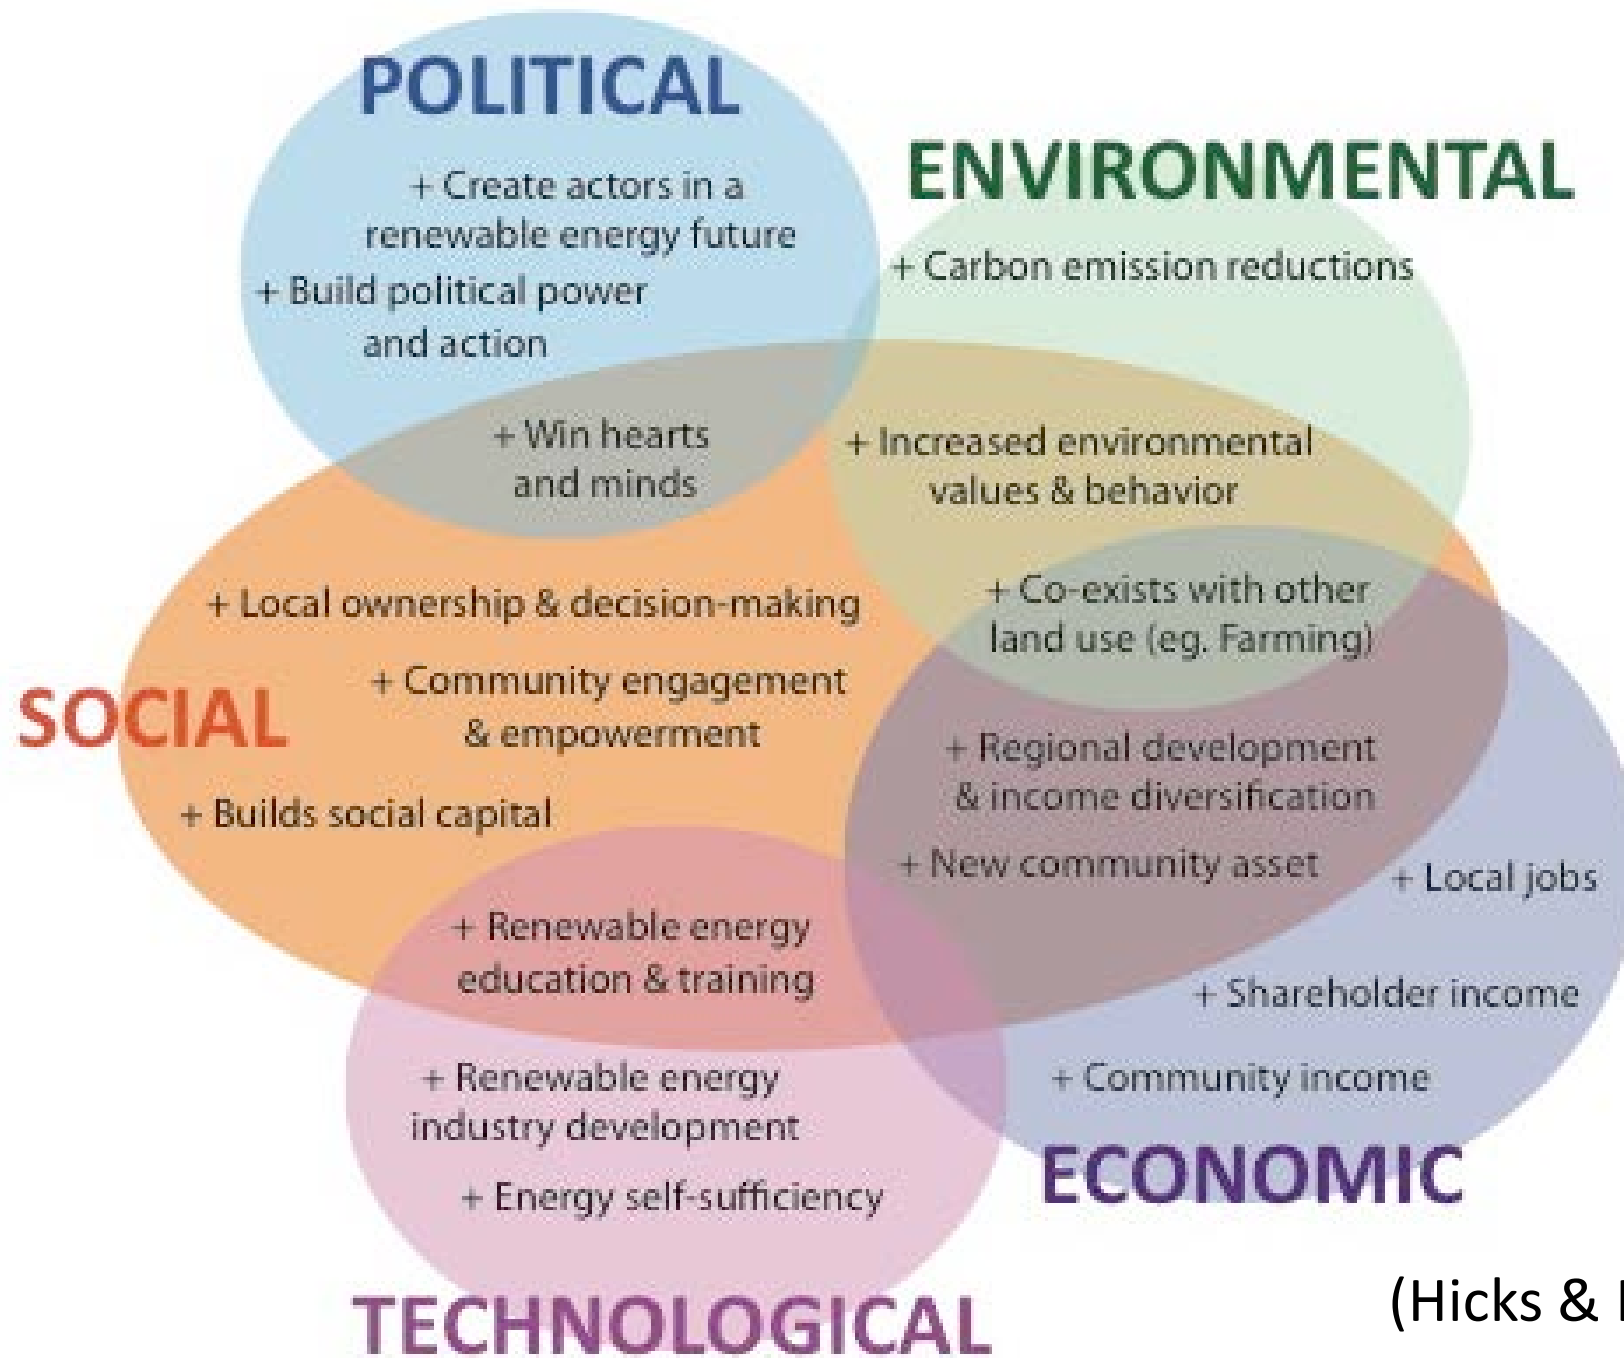 POLITICAL
+ Create actors in a
renewable energy future
+ Build political power
and action
ENVIRONMENTAL
+ Carbon emission reductions
+ Win hearts
and minds
+ Increased environmental
values & behavior
+ Co-exists with other
land use (eg. Farming)
SOCIAL
+ Local ownership & decision-making
+ Community engagement
& empowerment
+ Builds social capital
+ Regional development
& income diversification
+ New community asset
+ Local jobs
+ Shareholder income
+ Community income
ECONOMIC
+ Renewable energy
education & training
+ Renewable energy
industry development
+ Energy self-sufficiency
TECHNOLOGICAL
(Hicks &